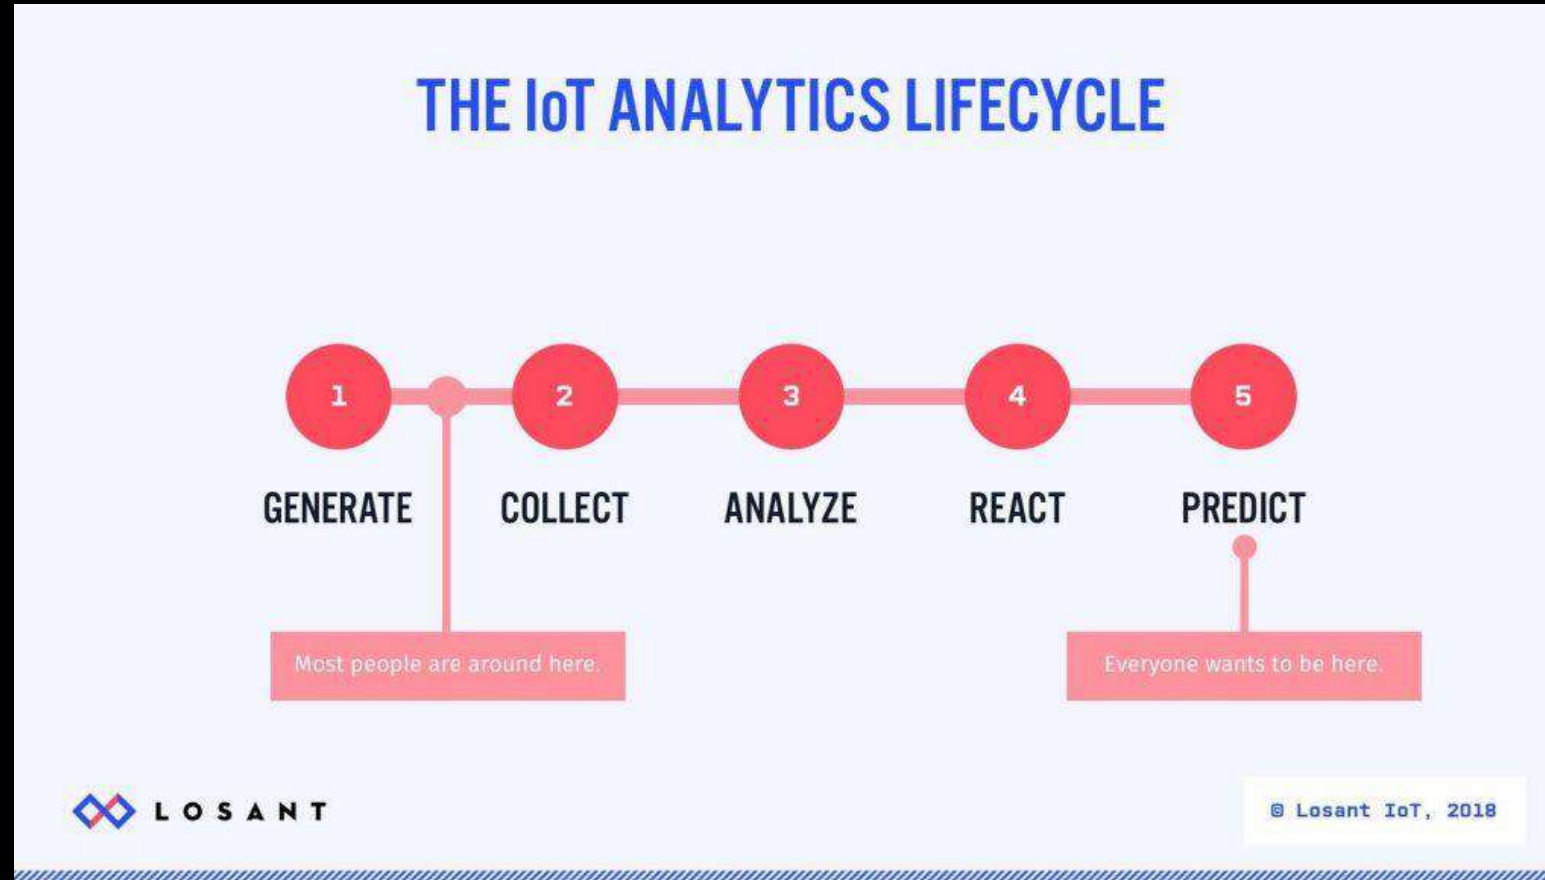 THE IoT ANALYTICS LIFECYCLE
1 2 3 4 5
GENERATE COLLECT ANALYZE REACT PREDICT
Most people are around here. Everyone wants to be here.
LOSANT © Losant IoT, 2018